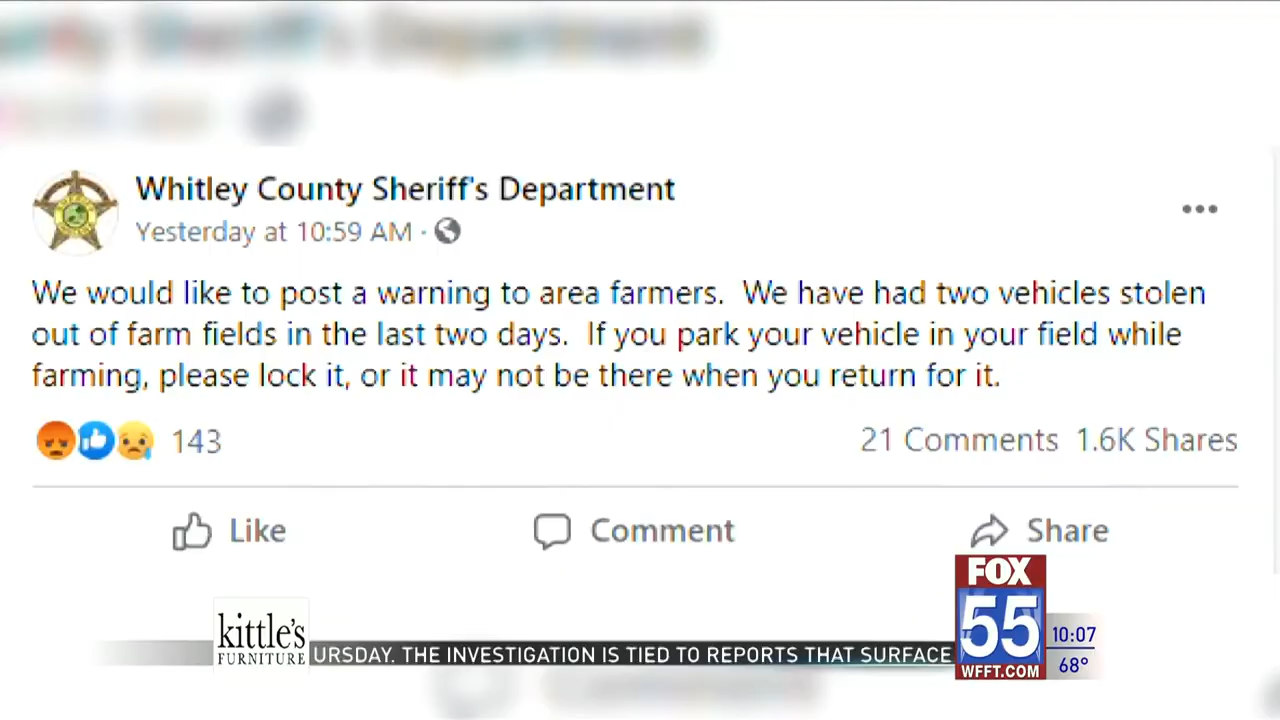 Whitley County Sheriff's Department
Yesterday at 10:59 AM ·
We would like to post a warning to area farmers.  We have had two vehicles stolen
out of farm fields in the last two days.  If you park your vehicle in your field while
farming, please lock it, or it may not be there when you return for it.
143
21 Comments 1.6K Shares
Like
Comment
Share
kittle's
FURNITURE
URSDAY. THE INVESTIGATION IS TIED TO REPORTS THAT SURFACE
FOX
55
WFFT.COM
10:07
68°